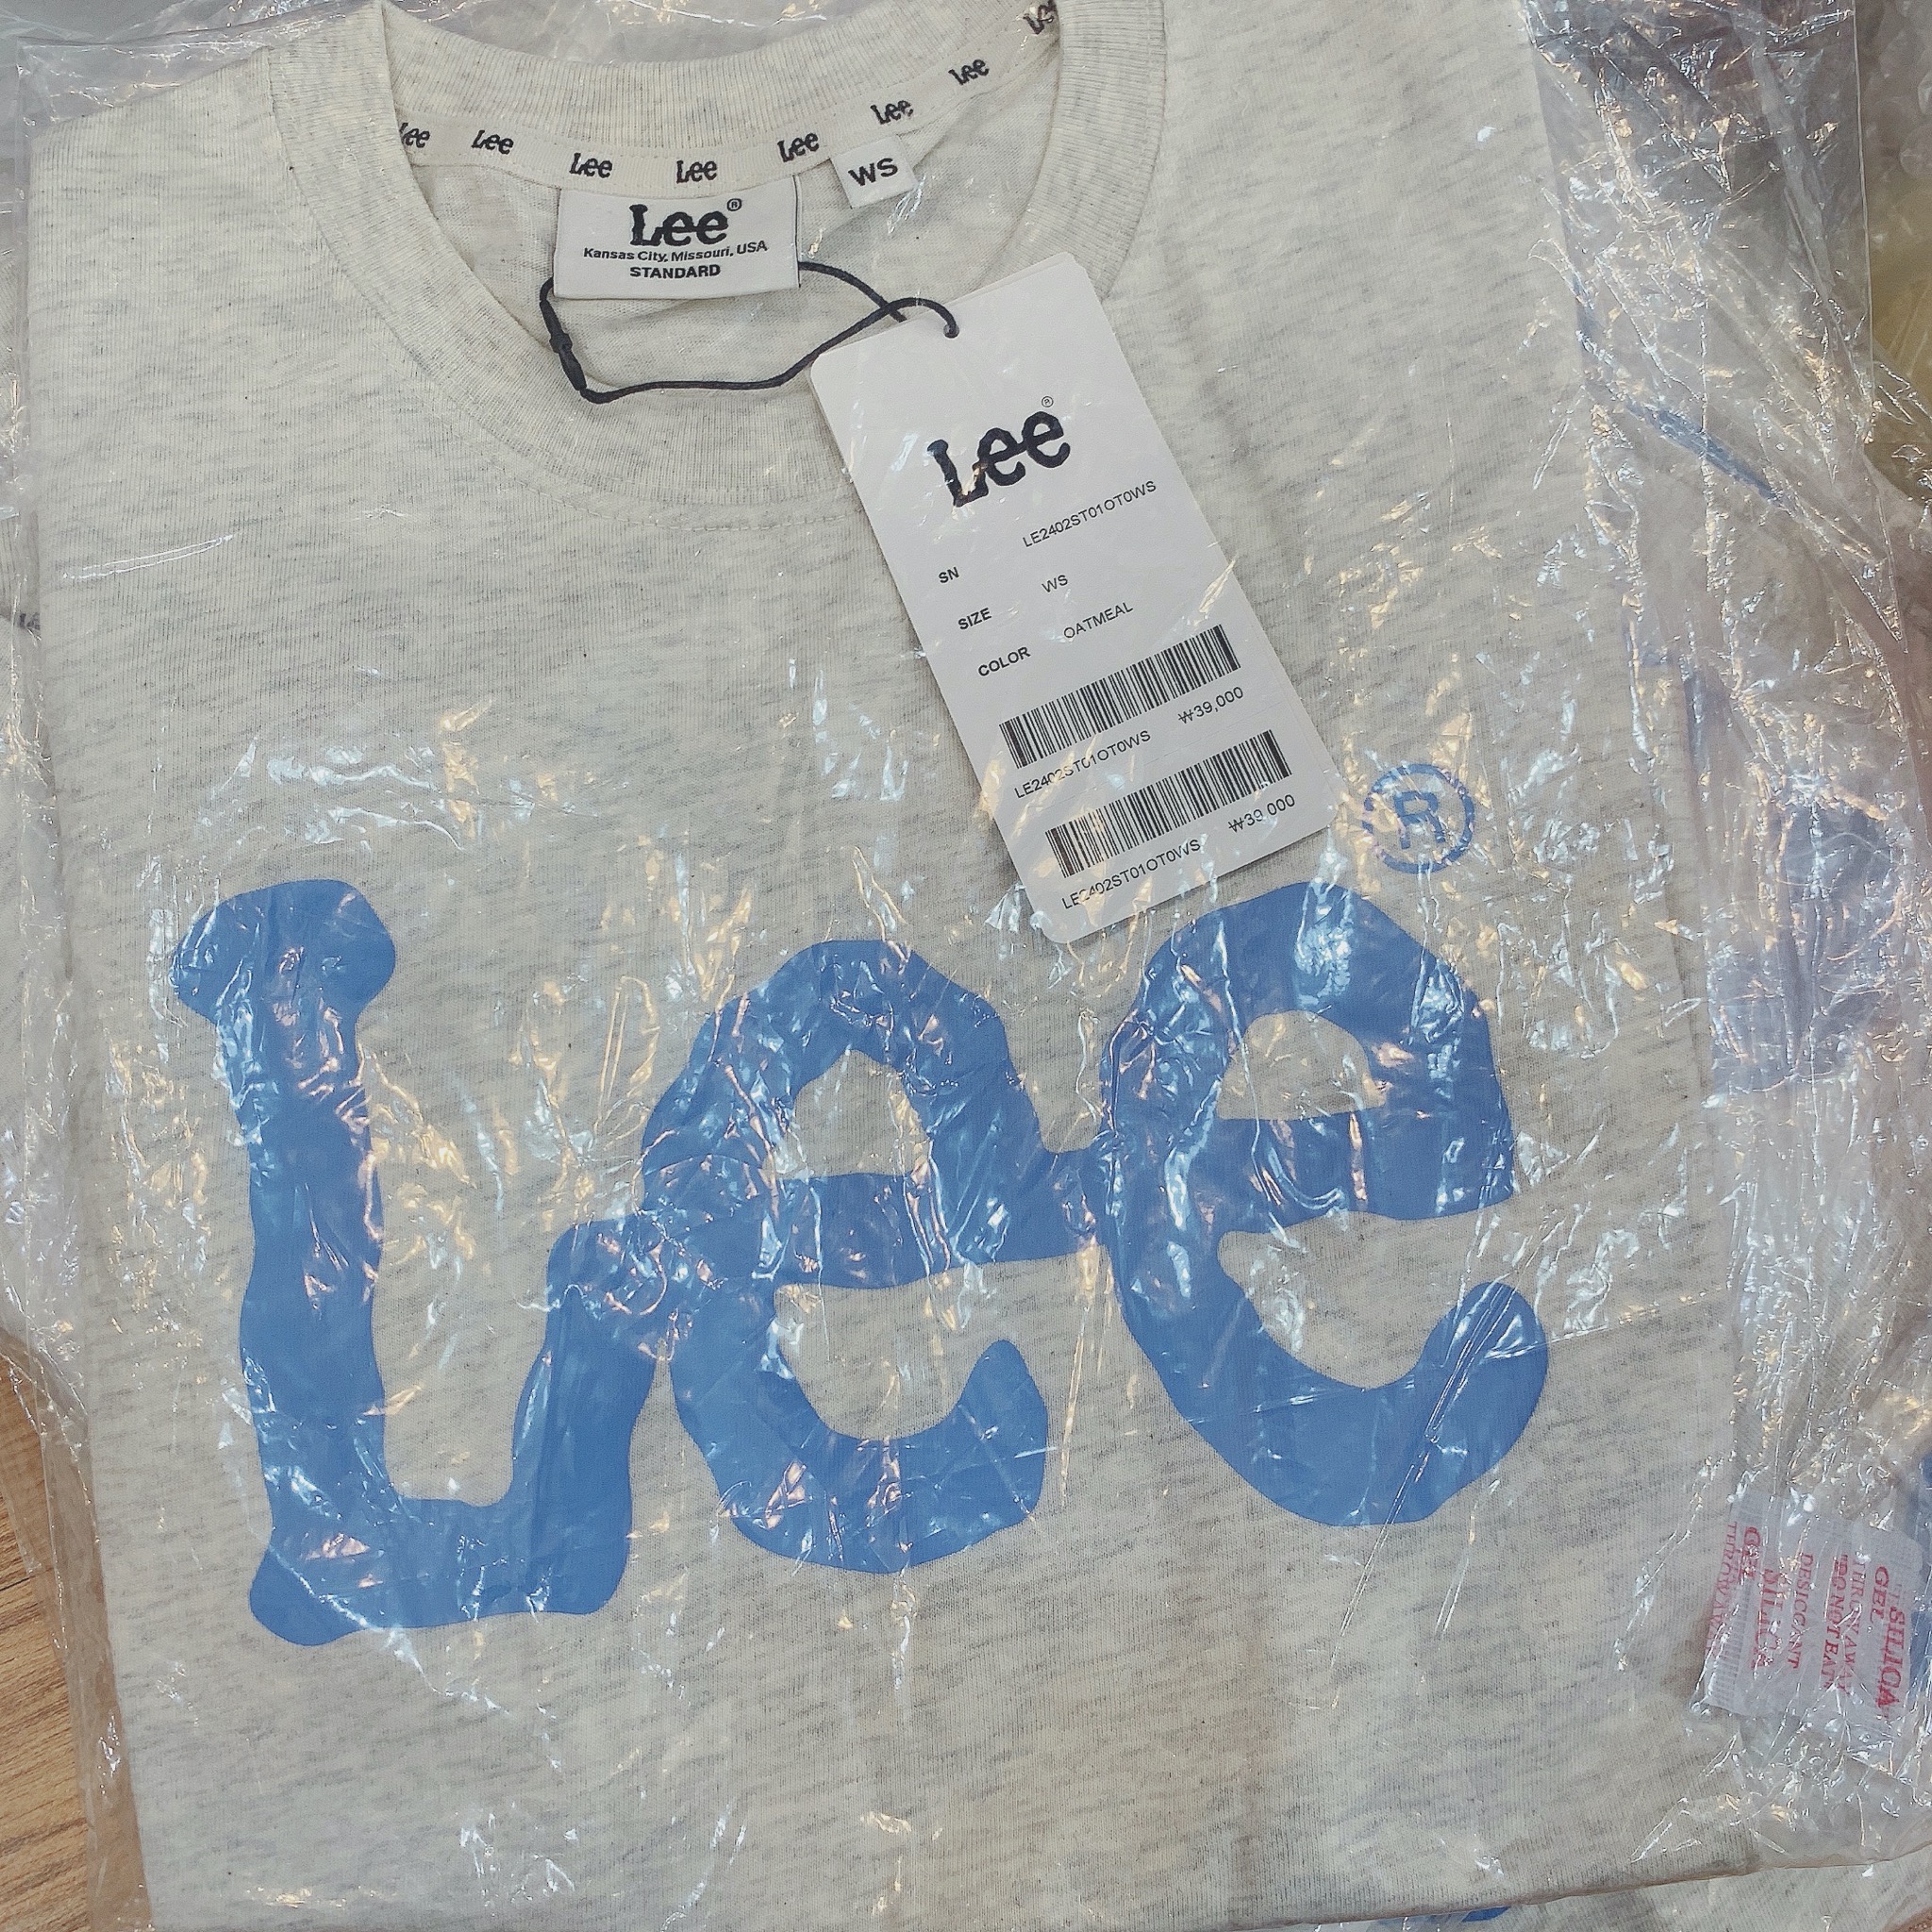 Lee
Lee
Lee
Lee
Lee
Lee
Lee
WS
Lee®
Kansas City, Missouri, USA
STANDARD
Lee®
SN LE2402ST01OT0WS
SIZE WS
COLOR OATMEAL
₩39,000
LE2402ST01OT0WS
₩39,000
LE2402ST01OT0WS
Lee®
SILICA
GEL
THROW AWAY
"DO NOT EAT"
DESICCANT
SILICA
GEL
THROW AWAY